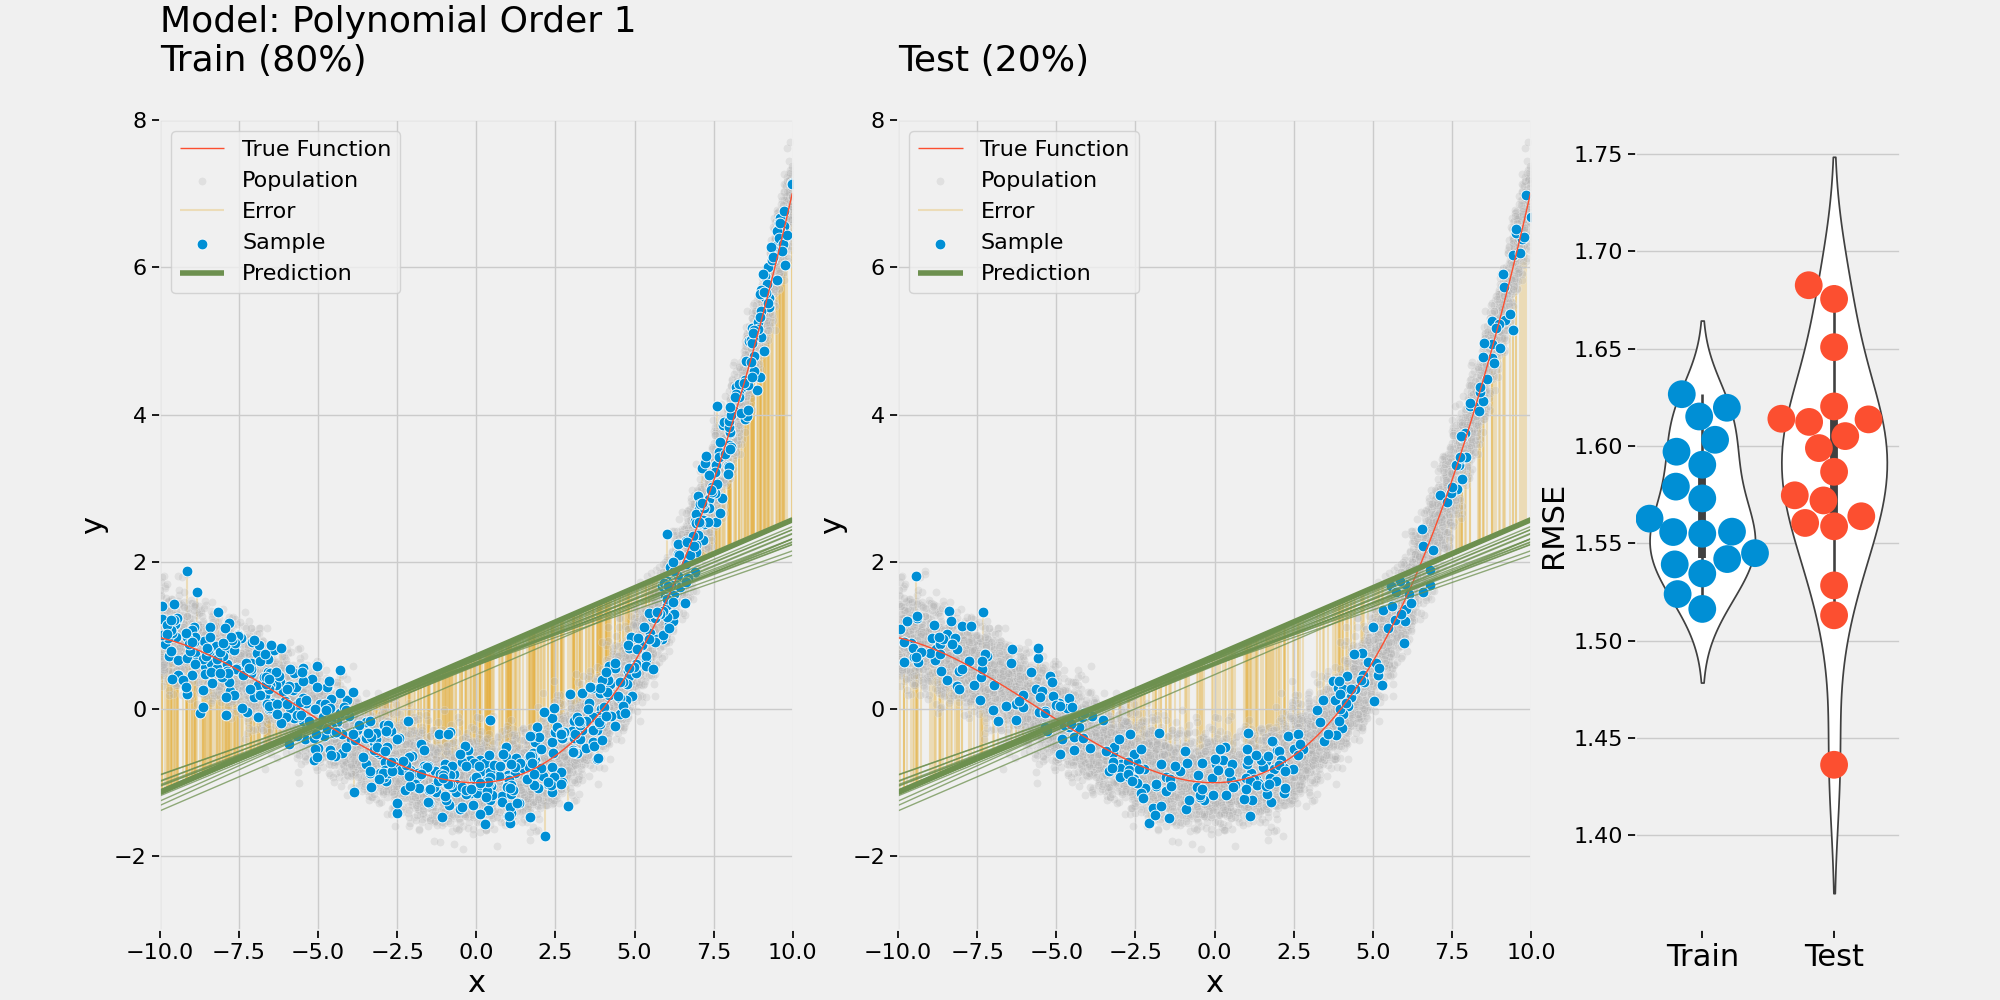 Model: Polynomial Order 1
Train (80%)
8
6
4
2
0
−2
y
True Function
Population
Error
Sample
Prediction
−10.0 −7.5 −5.0 −2.5 0.0 2.5 5.0 7.5 10.0
x
Test (20%)
8
6
4
2
0
−2
y
True Function
Population
Error
Sample
Prediction
−10.0 −7.5 −5.0 −2.5 0.0 2.5 5.0 7.5 10.0
x
1.75
1.70
1.65
1.60
1.55
1.50
1.45
1.40
RMSE
Train Test